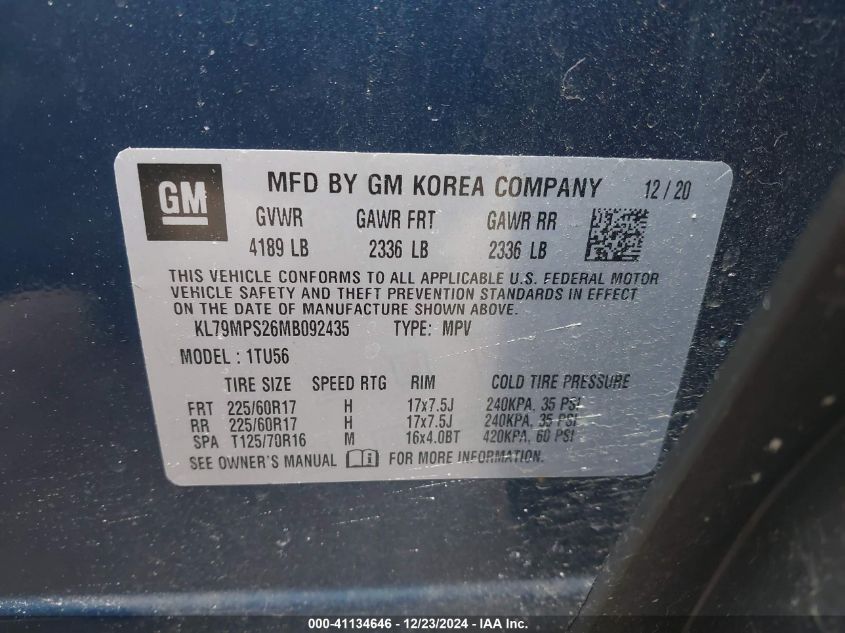 GM MFD BY GM KOREA COMPANY 12 / 20
GVWR GAWR FRT GAWR RR
4189 LB 2336 LB 2336 LB
THIS VEHICLE CONFORMS TO ALL APPLICABLE U.S. FEDERAL MOTOR
VEHICLE SAFETY AND THEFT PREVENTION STANDARDS IN EFFECT
ON THE DATE OF MANUFACTURE SHOWN ABOVE.
KL79MPS26MB092435 TYPE: MPV
MODEL : 1TU56
TIRE SIZE SPEED RTG RIM COLD TIRE PRESSURE
FRT 225/60R17 H 17x7.5J 240KPA, 35 PSI
RR 225/60R17 H 17x7.5J 240KPA, 35 PSI
SPA T125/70R16 M 16x4.0BT 420KPA, 60 PSI
SEE OWNER'S MANUAL i FOR MORE INFORMATION.
000-41134646 - 12/23/2024 - IAA Inc.